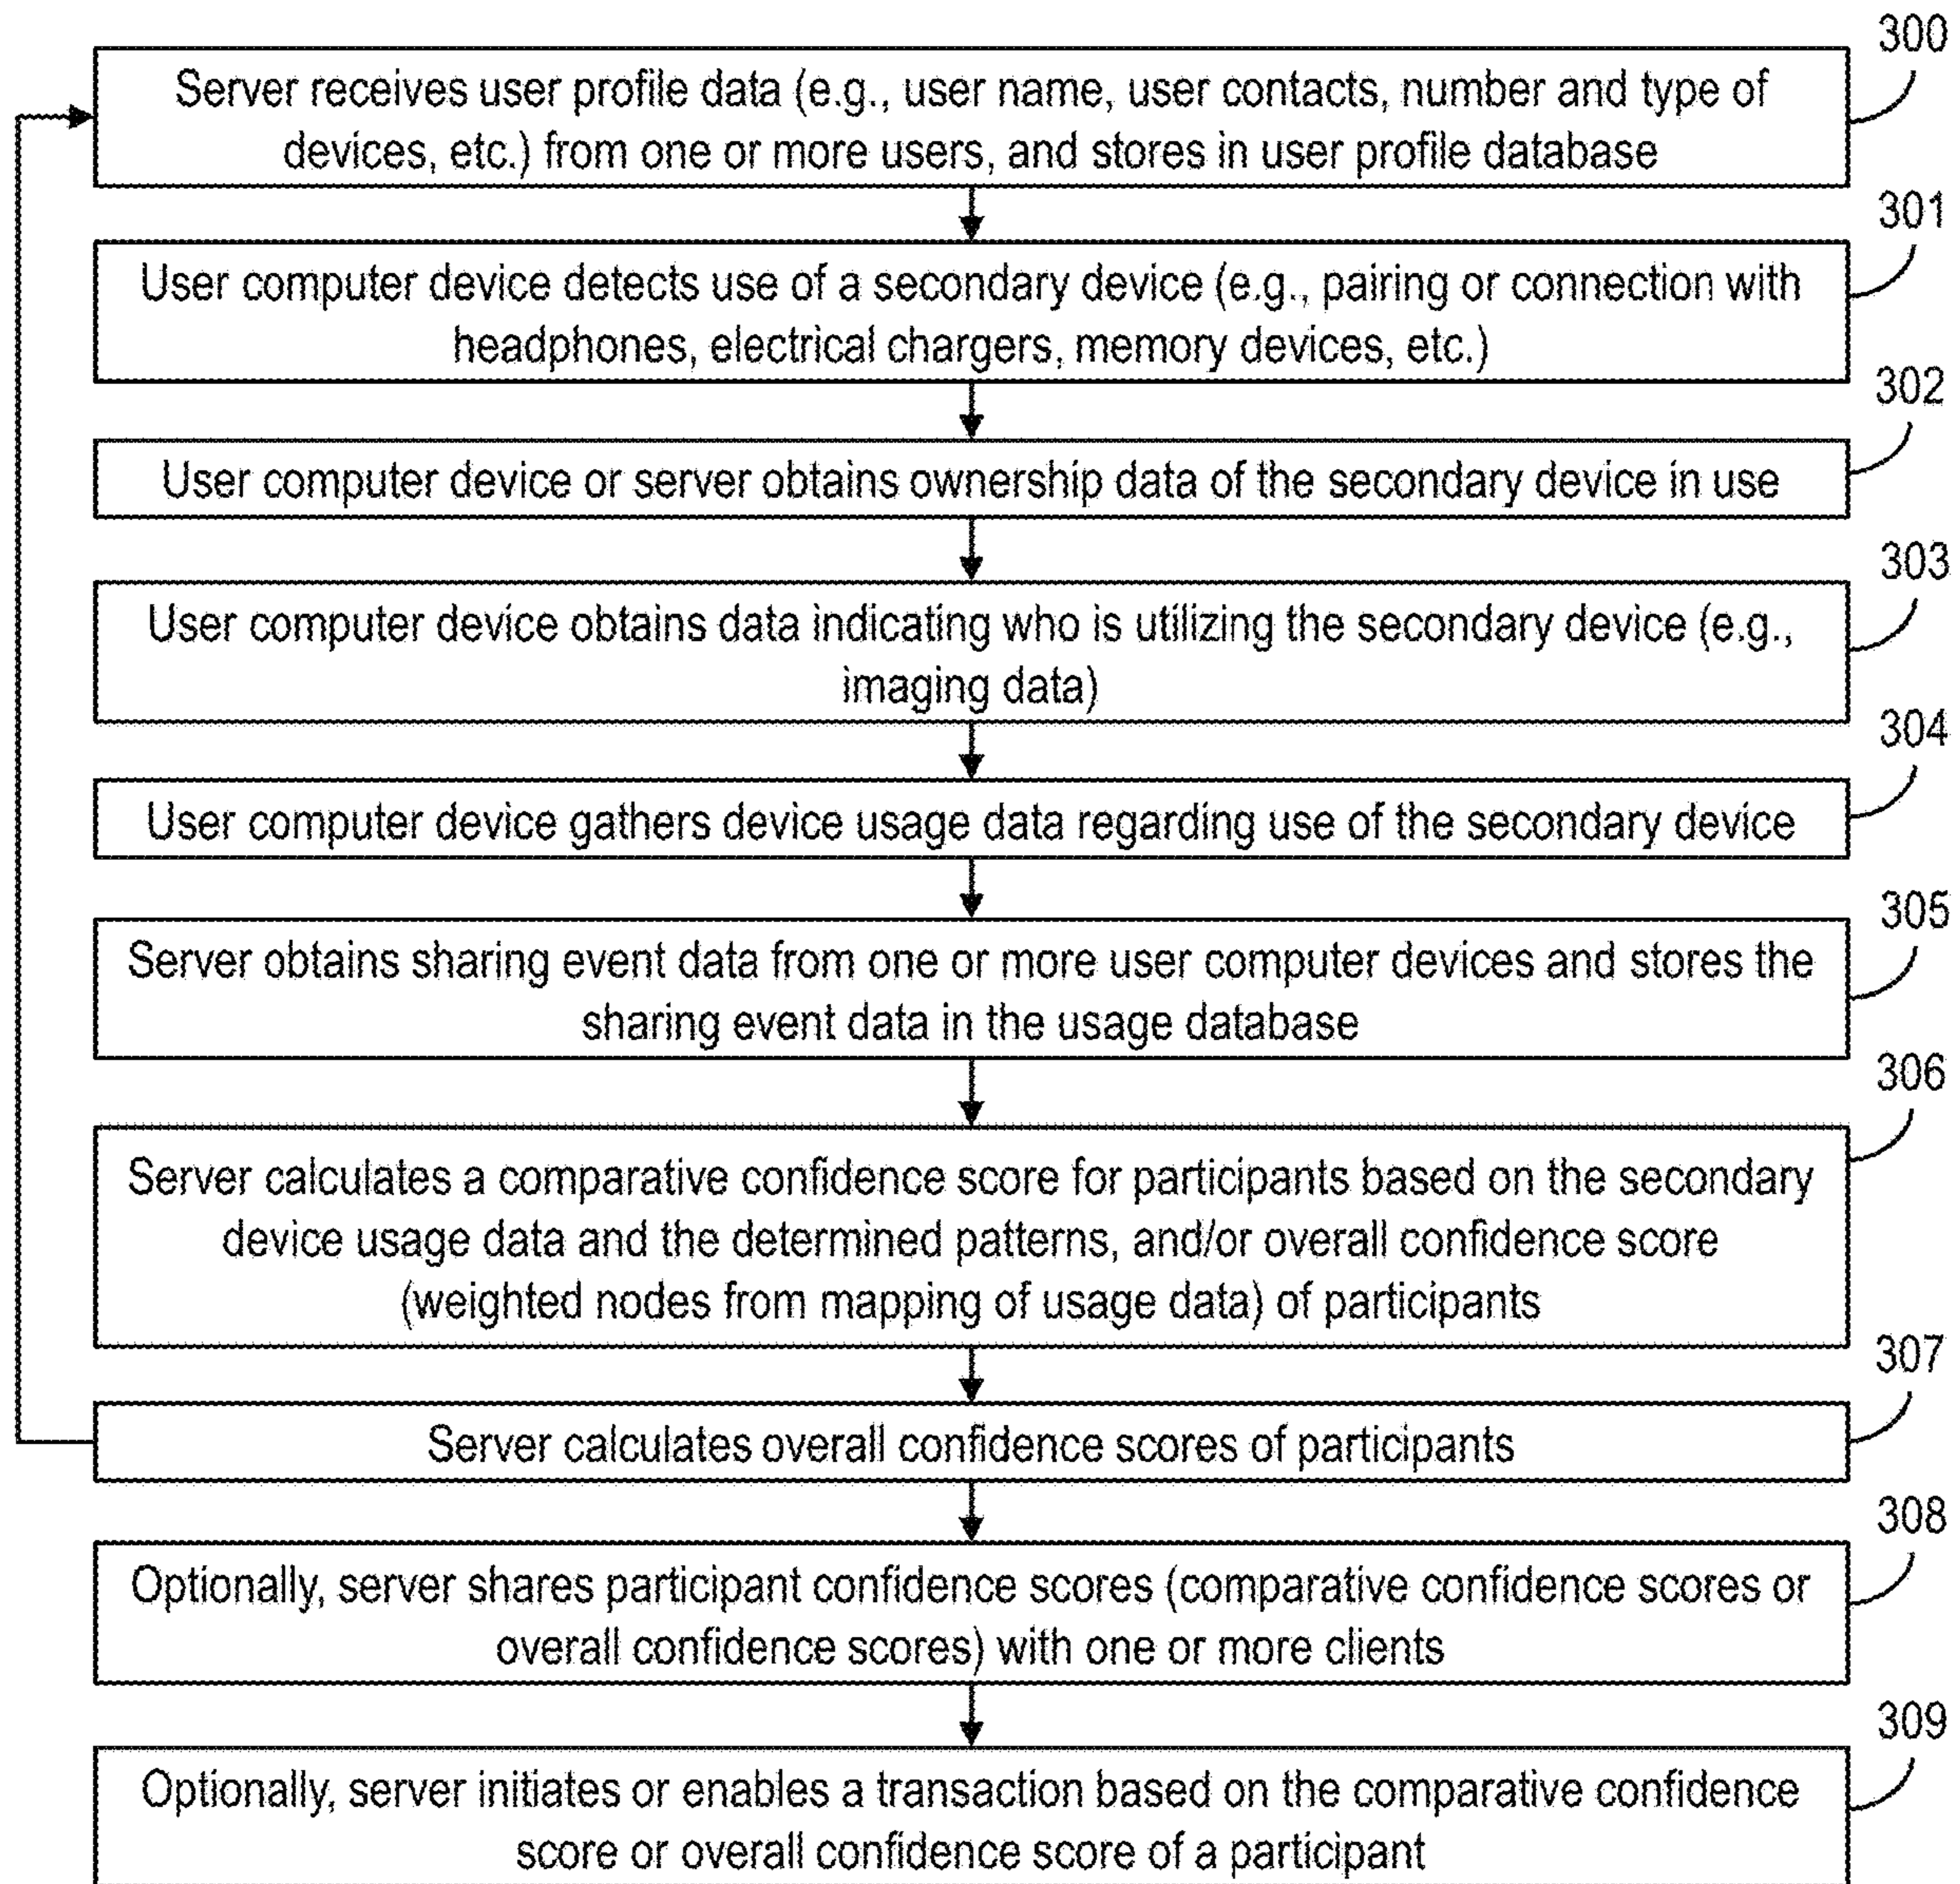 300
Server receives user profile data (e.g., user name, user contacts, number and type of
devices, etc.) from one or more users, and stores in user profile database
301
User computer device detects use of a secondary device (e.g., pairing or connection with
headphones, electrical chargers, memory devices, etc.)
302
User computer device or server obtains ownership data of the secondary device in use
303
User computer device obtains data indicating who is utilizing the secondary device (e.g.,
imaging data)
304
User computer device gathers device usage data regarding use of the secondary device
305
Server obtains sharing event data from one or more user computer devices and stores the
sharing event data in the usage database
306
Server calculates a comparative confidence score for participants based on the secondary
device usage data and the determined patterns, and/or overall confidence score
(weighted nodes from mapping of usage data) of participants
307
Server calculates overall confidence scores of participants
308
Optionally, server shares participant confidence scores (comparative confidence scores or
overall confidence scores) with one or more clients
309
Optionally, server initiates or enables a transaction based on the comparative confidence
score or overall confidence score of a participant